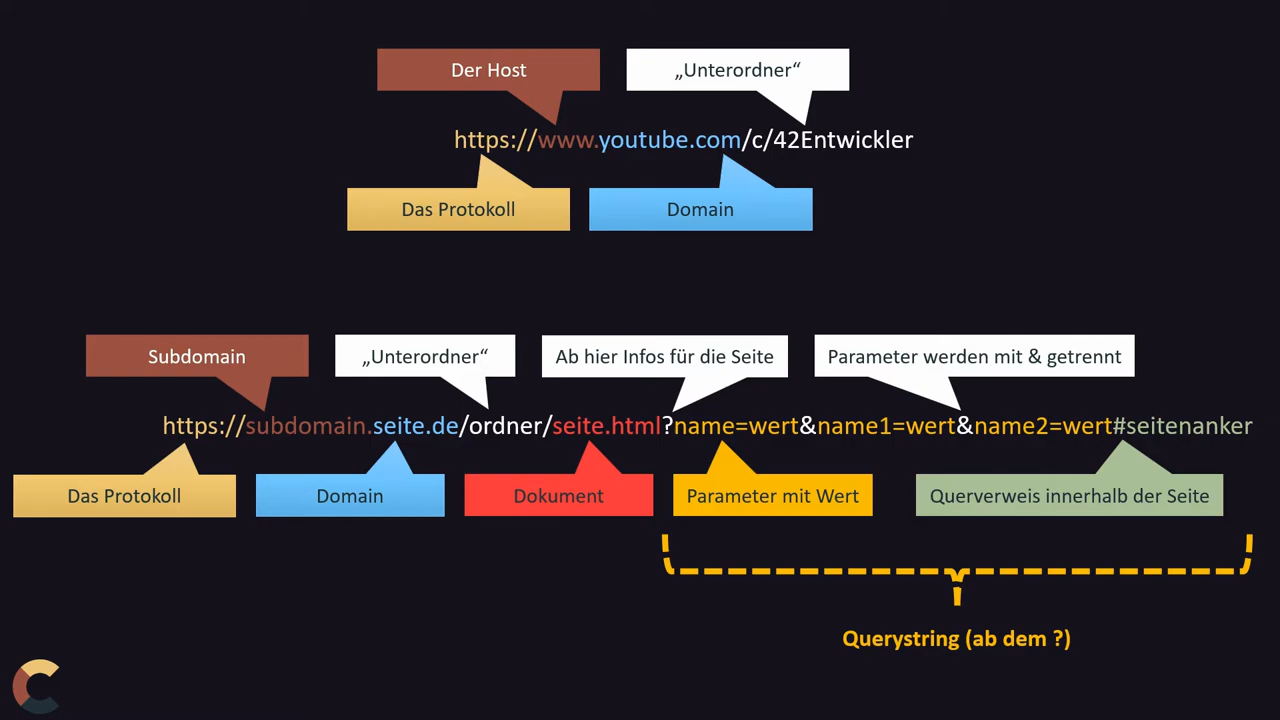 Der Host
„Unterordner“
https://www.youtube.com/c/42Entwickler
Das Protokoll
Domain
Subdomain
„Unterordner“
Ab hier Infos für die Seite
Parameter werden mit & getrennt
https://subdomain.seite.de/ordner/seite.html?name=wert&name1=wert&name2=wert#seitenanker
Das Protokoll
Domain
Dokument
Parameter mit Wert
Querverweis innerhalb der Seite
Querystring (ab dem ?)